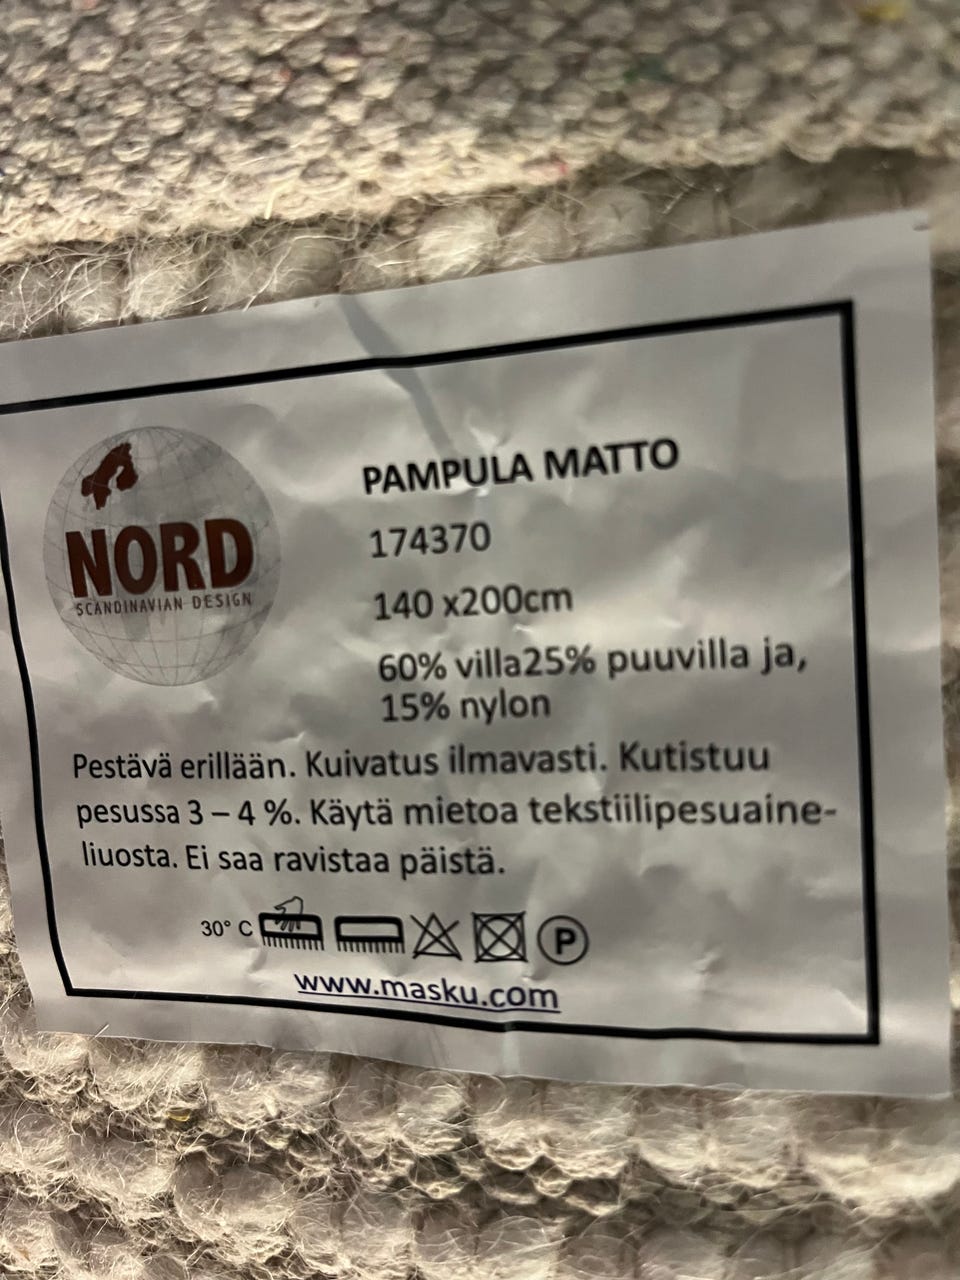 NORD
SCANDINAVIAN DESIGN
PAMPULA MATTO
174370
140 x200cm
60% villa25% puuvilla ja,
15% nylon
Pestävä erillään. Kuivatus ilmavasti. Kutistuu
pesussa 3 – 4 %. Käytä mietoa tekstiilipesuaine-
liuosta. Ei saa ravistaa päistä.
30° C P
www.masku.com